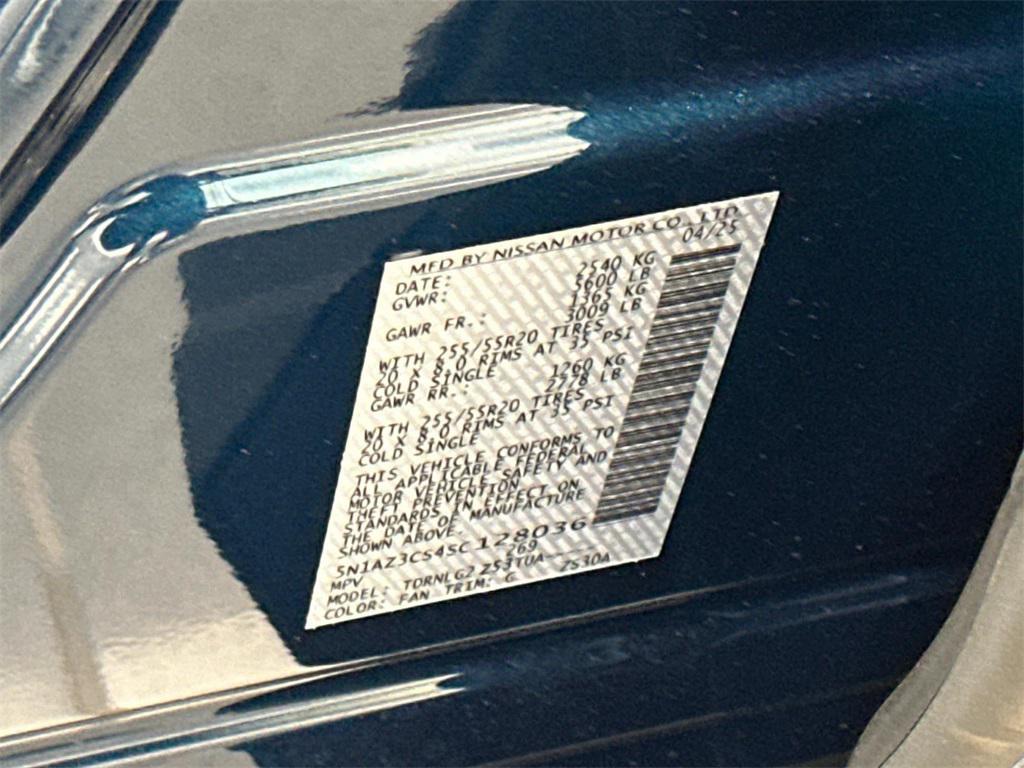 MFD BY NISSAN MOTOR CO., LTD
DATE: 04/25
GVWR: 2540 KG
5600 LB
GAWR FR.: 1365 KG
3009 LB
WITH 255/55R20 TIRES
20 X 8.0 RIMS AT 35 PSI
COLD SINGLE
GAWR RR.: 1260 KG
2778 LB
WITH 255/55R20 TIRES
20 X 8.0 RIMS AT 35 PSI
COLD SINGLE
THIS VEHICLE CONFORMS TO
ALL APPLICABLE FEDERAL
MOTOR VEHICLE SAFETY AND
THEFT PREVENTION
STANDARDS IN EFFECT ON
THE DATE OF MANUFACTURE
SHOWN ABOVE.
5N1AZ3CS4SC128036
MPV 269
MODEL: TDRNLG2 Z53TUA
COLOR: FAN TRIM: G ZS30A